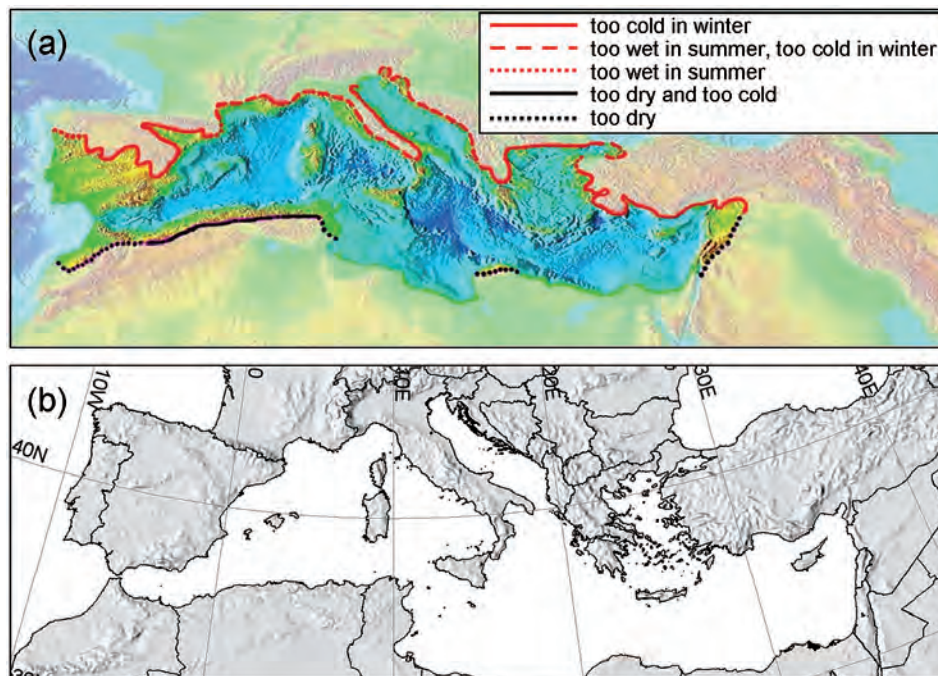 (a)
too cold in winter
too wet in summer, too cold in winter
too wet in summer
too dry and too cold
too dry
(b)
10W
0
10E
20E
30E
40E
40N
40N